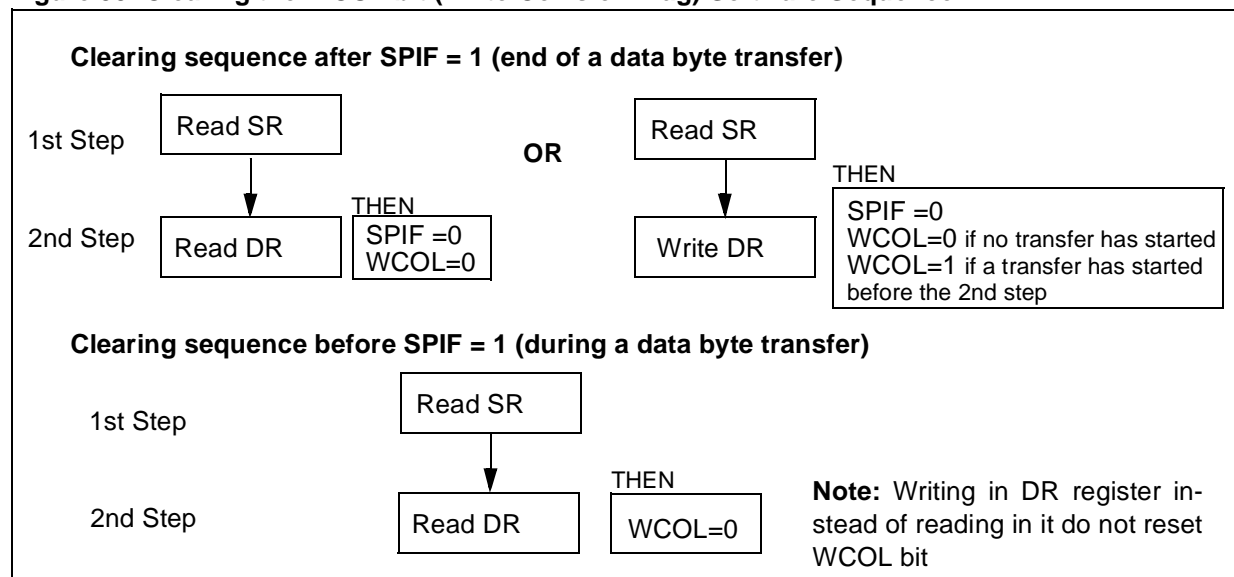 Clearing sequence after SPIF = 1 (end of a data byte transfer)
1st Step
Read SR
OR
Read SR
2nd Step
Read DR
THEN
SPIF =0
WCOL=0
Write DR
THEN
SPIF =0
WCOL=0 if no transfer has started
WCOL=1 if a transfer has started
before the 2nd step
Clearing sequence before SPIF = 1 (during a data byte transfer)
1st Step
Read SR
2nd Step
Read DR
THEN
WCOL=0
Note: Writing in DR register in-
stead of reading in it do not reset
WCOL bit